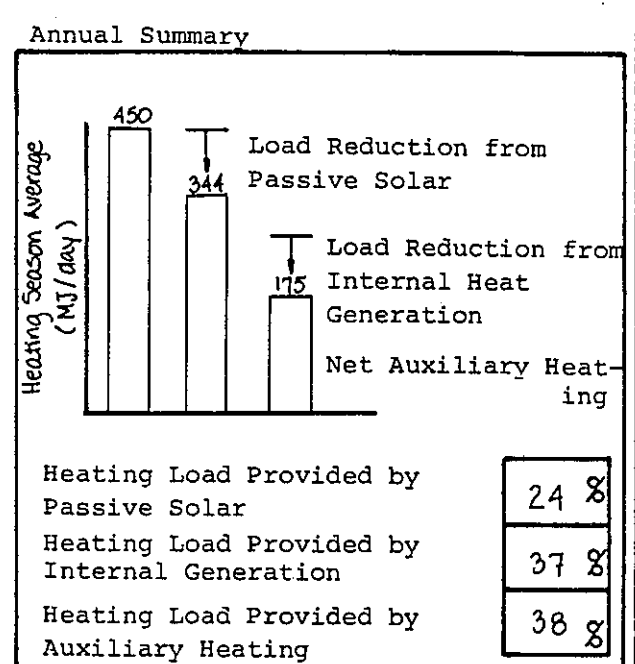 Annual Summary
450
Load Reduction from
344 Passive Solar
Load Reduction from
175 Internal Heat
Generation
Net Auxiliary Heat-
ing
Heating Season Average
(MJ/day)
Heating Load Provided by
Passive Solar
24 %
Heating Load Provided by
Internal Generation
37 %
Heating Load Provided by
Auxiliary Heating
38 %